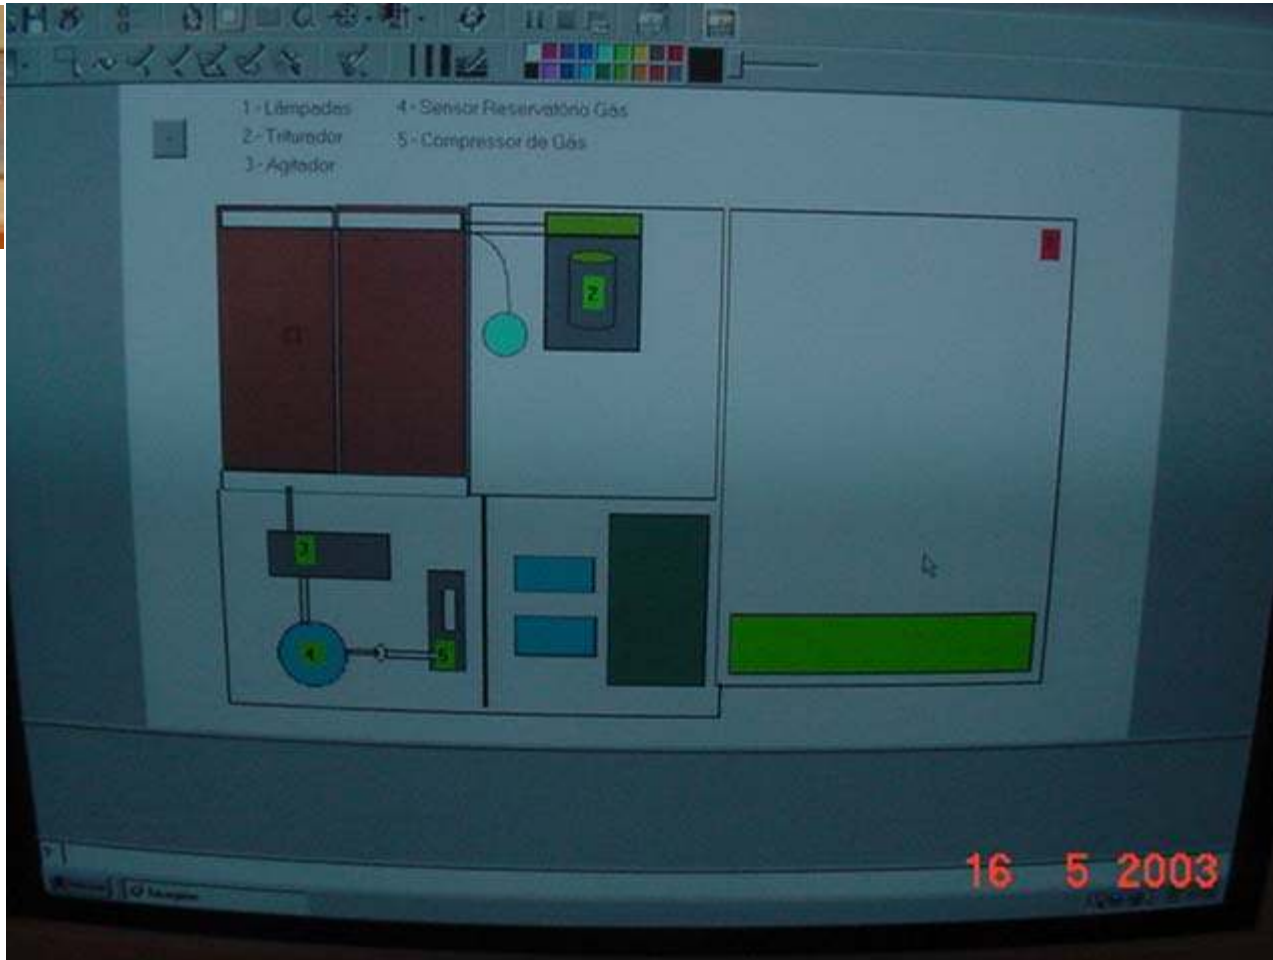 1 - Lâmpadas
2 - Triturador
3 - Agitador
4 - Sensor Reservatório Gás
5 - Compressor de Gás
2
3
4
5
16 5 2003